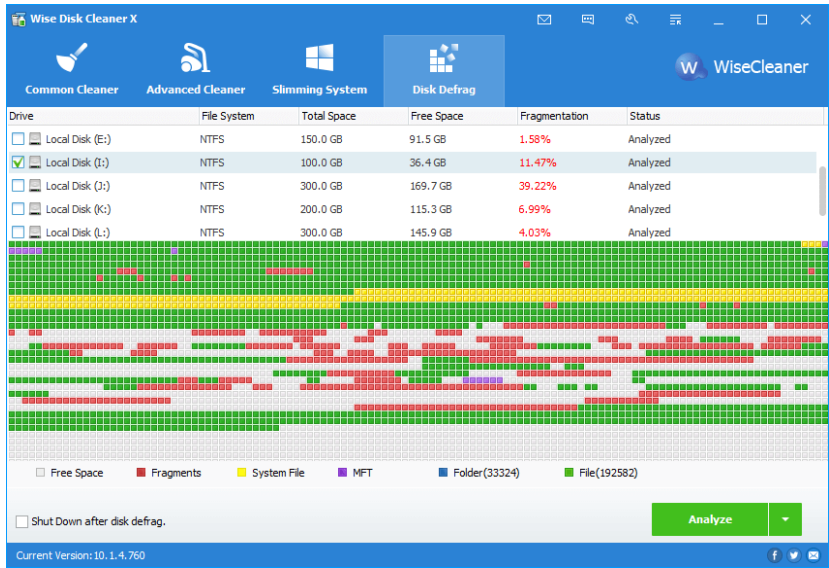 Wise Disk Cleaner X
Common Cleaner Advanced Cleaner Slimming System Disk Defrag W WiseCleaner
Drive File System Total Space Free Space Fragmentation Status
Local Disk (E:) NTFS 150.0 GB 91.5 GB 1.58% Analyzed
Local Disk (I:) NTFS 100.0 GB 36.4 GB 11.47% Analyzed
Local Disk (J:) NTFS 300.0 GB 169.7 GB 39.22% Analyzed
Local Disk (K:) NTFS 200.0 GB 115.3 GB 6.99% Analyzed
Local Disk (L:) NTFS 300.0 GB 145.9 GB 4.03% Analyzed
Free Space Fragments System File MFT Folder(33324) File(192582)
Shut Down after disk defrag. Analyze
Current Version:10.1.4.760